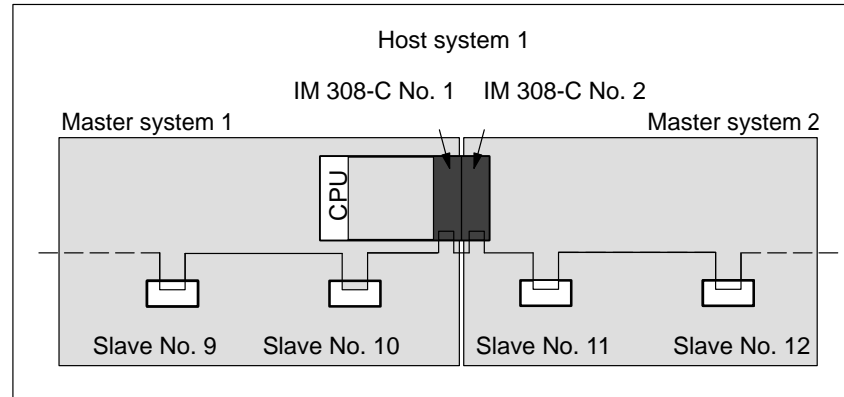 Host system 1
IM 308-C No. 1 IM 308-C No. 2
Master system 1 Master system 2
CPU
Slave No. 9 Slave No. 10 Slave No. 11 Slave No. 12